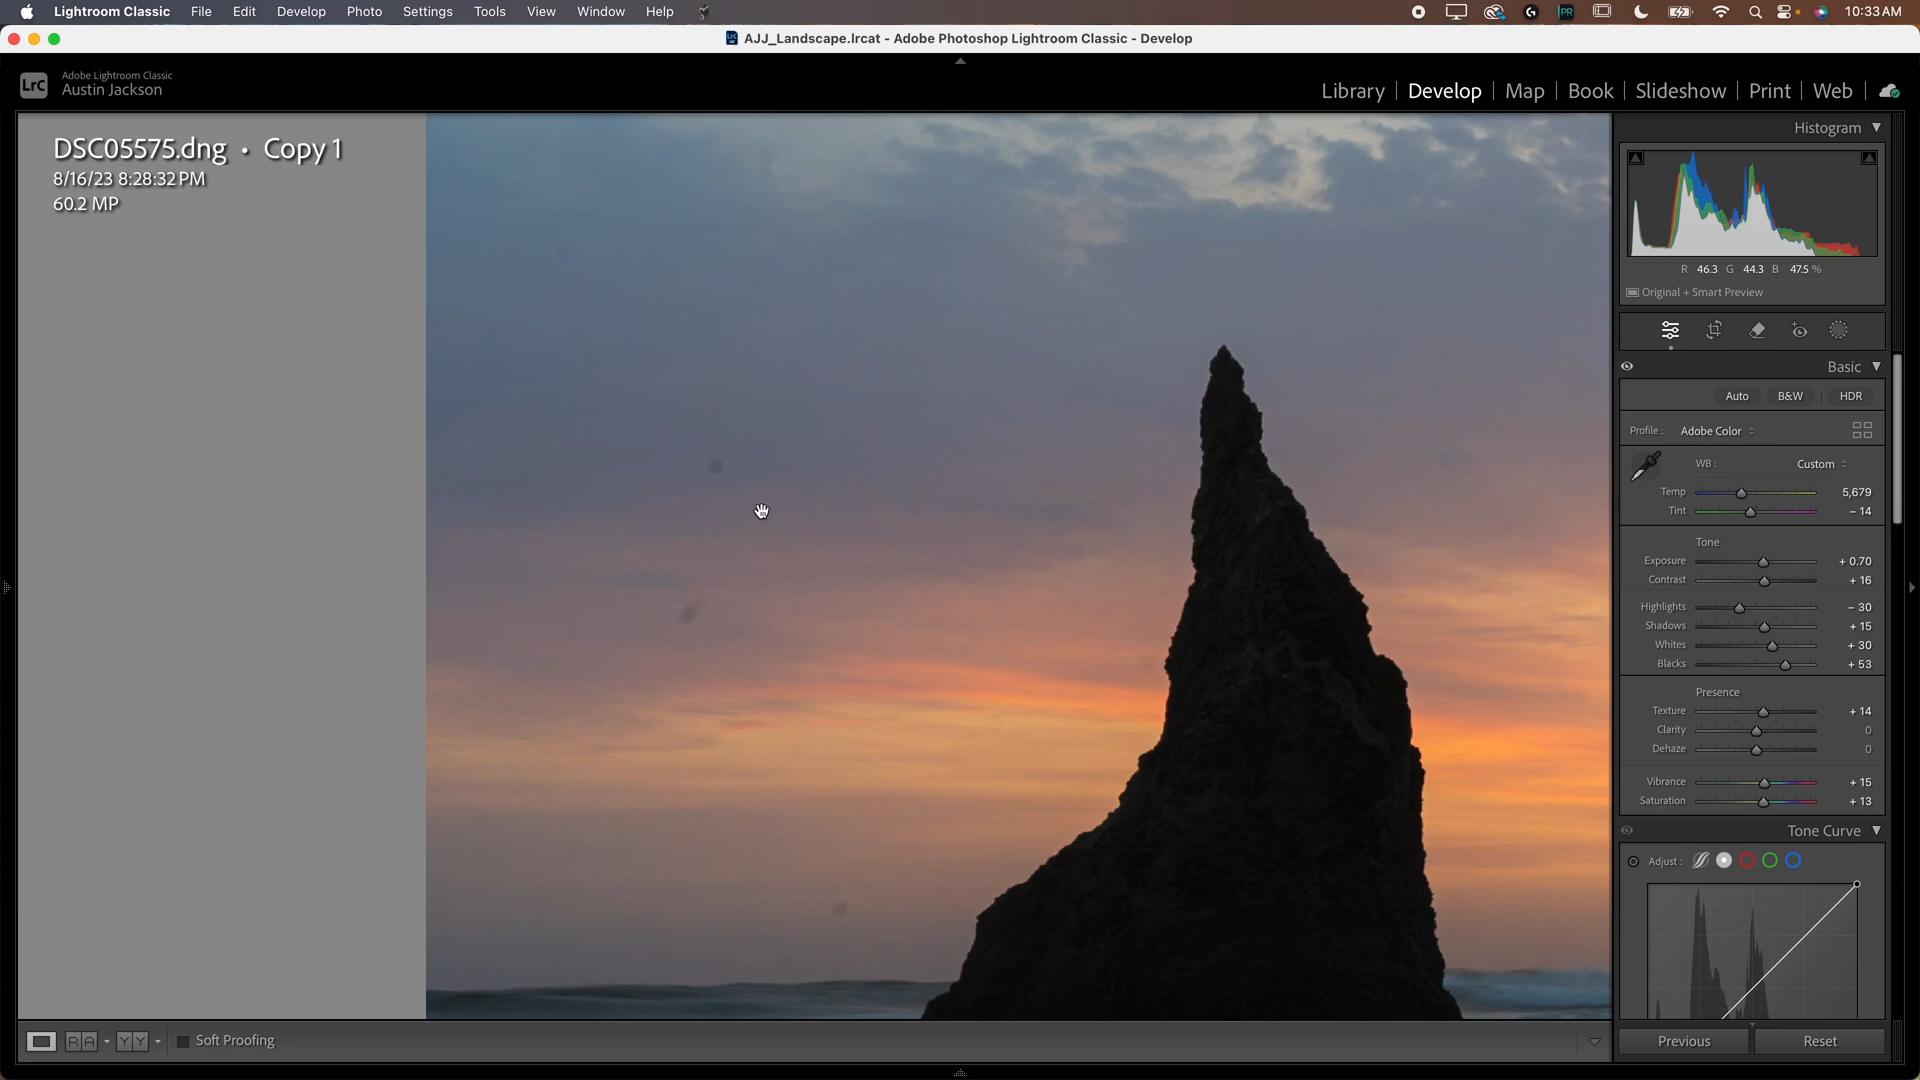 Lightroom Classic File Edit Develop Photo Settings Tools View Window Help 10:33 AM
AJJ_Landscape.lrcat - Adobe Photoshop Lightroom Classic - Develop
LrC
Adobe Lightroom Classic
Austin Jackson
Library | Develop | Map | Book | Slideshow | Print | Web
DSC05575.dng • Copy 1
8/16/23 8:28:32 PM
60.2 MP
Histogram
R 46.3 G 44.3 B 47.5 %
Original + Smart Preview
Basic
Auto B&W | HDR
Profile : Adobe Color
WB : Custom
Temp 5,679
Tint – 14
Tone
Exposure + 0.70
Contrast + 16
Highlights – 30
Shadows + 15
Whites + 30
Blacks + 53
Presence
Texture + 14
Clarity 0
Dehaze 0
Vibrance + 15
Saturation + 13
Tone Curve
Adjust :
R A Y Y Soft Proofing
Previous Reset